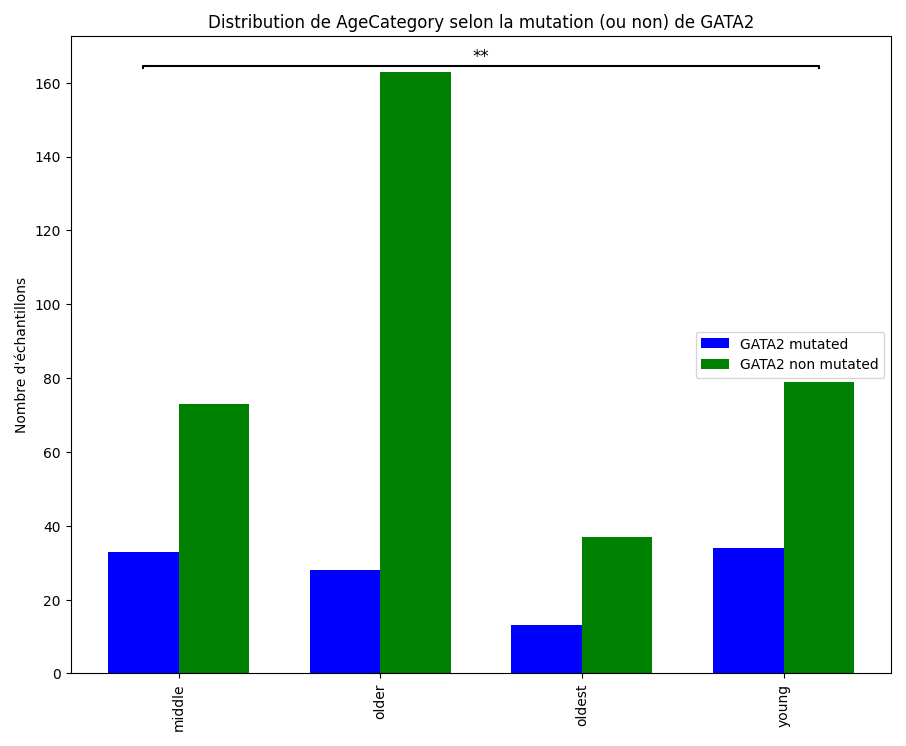 Distribution de AgeCategory selon la mutation (ou non) de GATA2
**
160
140
120
100
80
60
40
20
0
Nombre d'échantillons
GATA2 mutated
GATA2 non mutated
middle
older
oldest
young